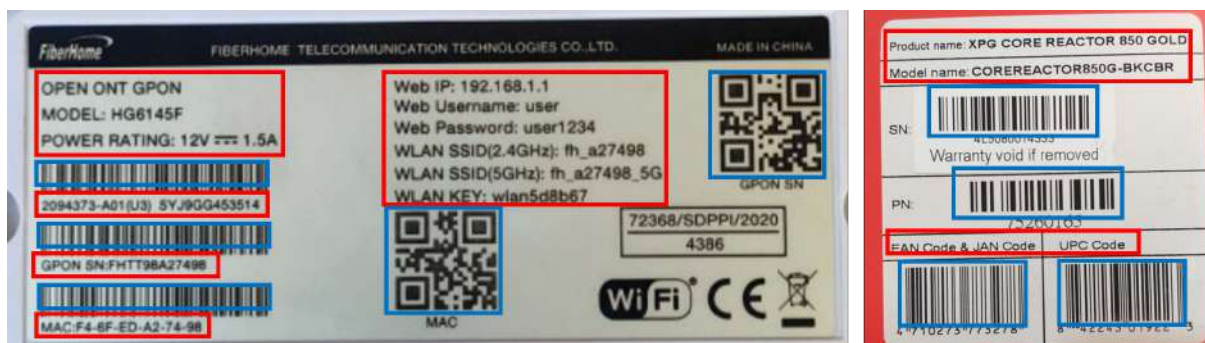 FiberHome
FIBERHOME TELECOMMUNICATION TECHNOLOGIES CO.,LTD.
MADE IN CHINA
OPEN ONT GPON
MODEL: HG6145F
POWER RATING: 12V ⎓ 1.5A
2094373-A01(U3) SYJ9GG453514
GPON SN:FHTT98A27498
MAC:F4-6F-ED-A2-74-98
Web IP: 192.168.1.1
Web Username: user
Web Password: user1234
WLAN SSID(2.4GHz): fh_a27498
WLAN SSID(5GHz): fh_a27498_5G
WLAN KEY: wlan5d8b67
MAC
GPON SN
72368/SDPPI/2020
4386
WiFi CE
Product name: XPG CORE REACTOR 850 GOLD
Model name: COREREACTOR850G-BKCBR
SN:
Warranty void if removed
PN:
75260163
EAN Code & JAN Code
UPC Code
4 710273 773278